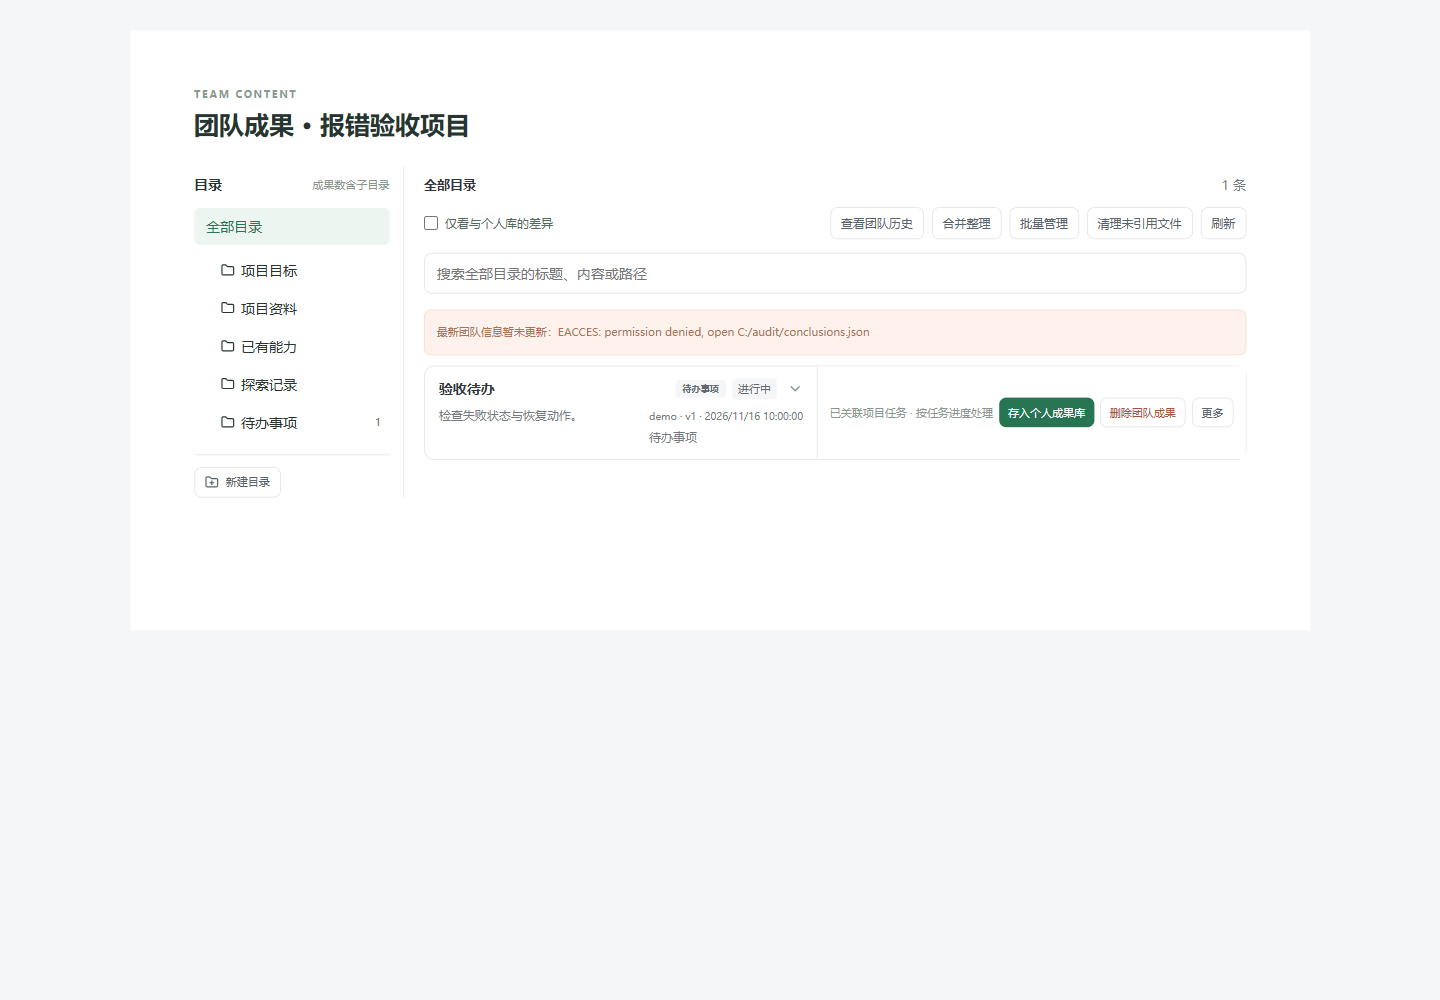 TEAM CONTENT
团队成果 · 报错验收项目
目录
成果数含子目录
全部目录
项目目标
项目资料
已有能力
探索记录
待办事项 1
新建目录
全部目录
1 条
仅看与个人库的差异
查看团队历史
合并整理
批量管理
清理未引用文件
刷新
搜索全部目录的标题、内容或路径
最新团队信息暂未更新：EACCES: permission denied, open C:/audit/conclusions.json
验收待办
待办事项
进行中
检查失败状态与恢复动作。
demo · v1 · 2026/11/16 10:00:00
待办事项
已关联项目任务 · 按任务进度处理
存入个人成果库
删除团队成果
更多